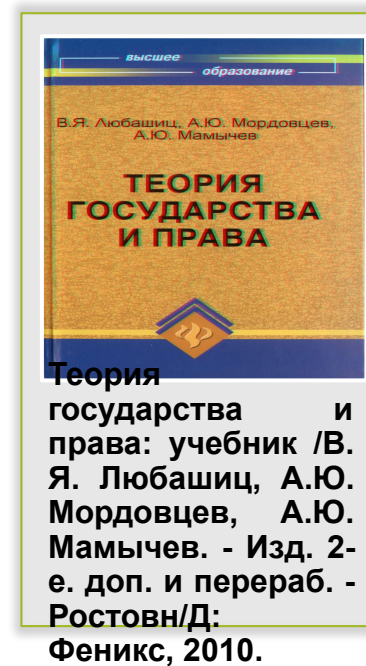 высшее
образование
В.Я. Любашиц, А.Ю. Мордовцев,
А.Ю. Мамычев
ТЕОРИЯ
ГОСУДАРСТВА
И ПРАВА
Теория
государства и
права: учебник /В.
Я. Любашиц, А.Ю.
Мордовцев, А.Ю.
Мамычев. - Изд. 2-
е. доп. и перераб. -
Ростовн/Д:
Феникс, 2010.